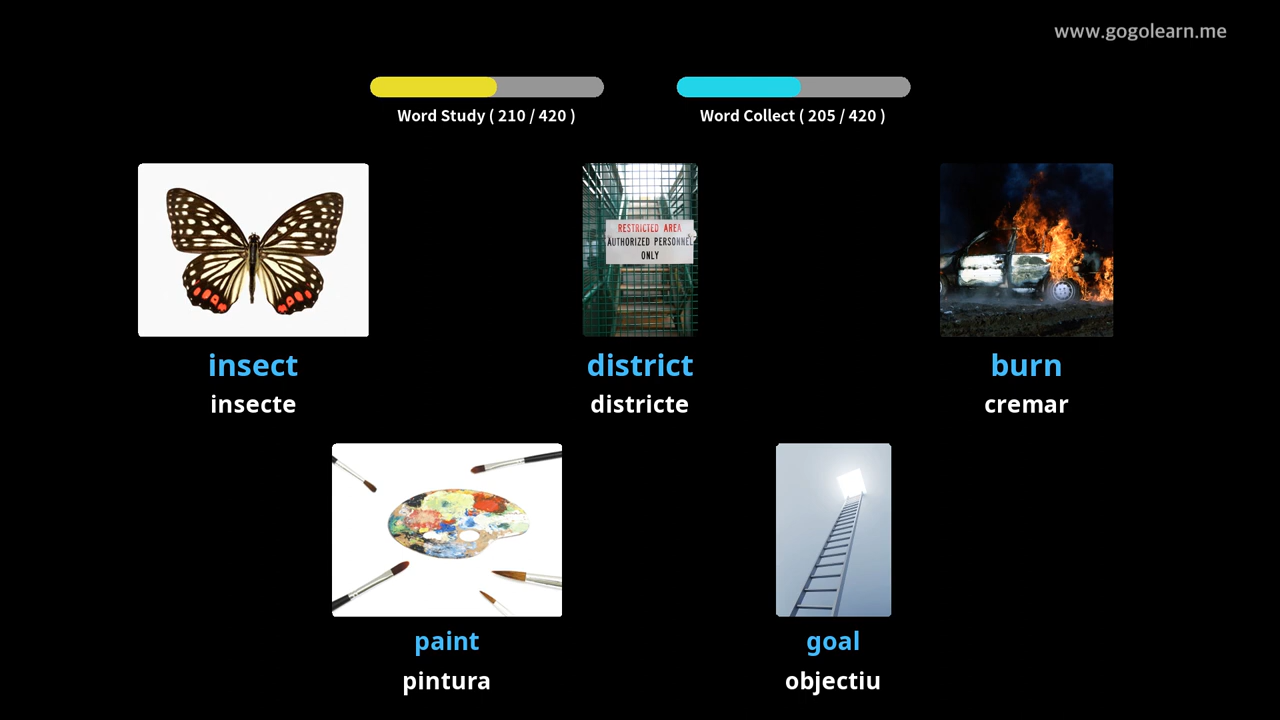 www.gogolearn.me
Word Study ( 210 / 420 )
Word Collect ( 205 / 420 )
RESTRICTED AREA
AUTHORIZED PERSONNEL
ONLY
insect
district
burn
insecte
districte
cremar
paint
goal
pintura
objectiu